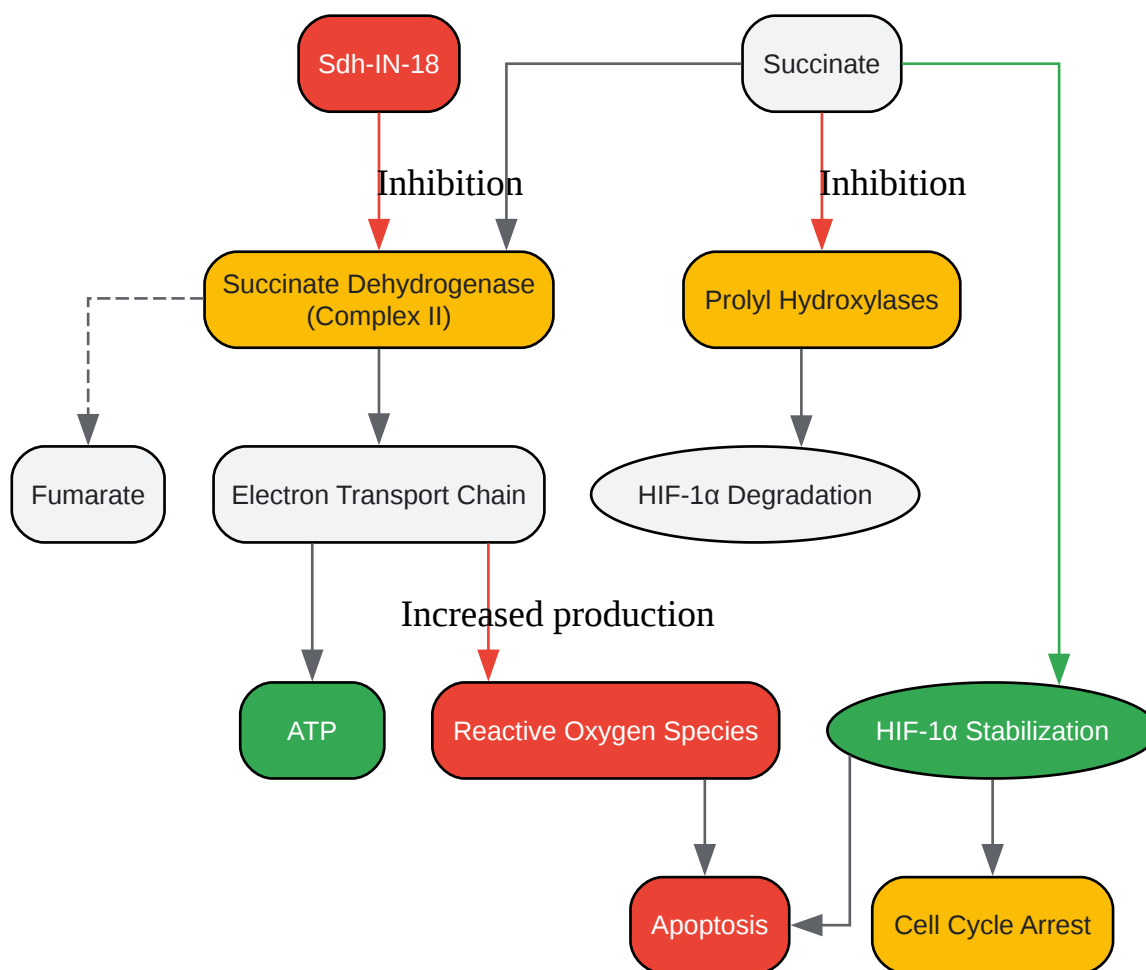 Sdh-IN-18
Succinate
Inhibition
Inhibition
Succinate Dehydrogenase
(Complex II)
Prolyl Hydroxylases
Fumarate
Electron Transport Chain
HIF-1α Degradation
Increased production
ATP
Reactive Oxygen Species
HIF-1α Stabilization
Apoptosis
Cell Cycle Arrest